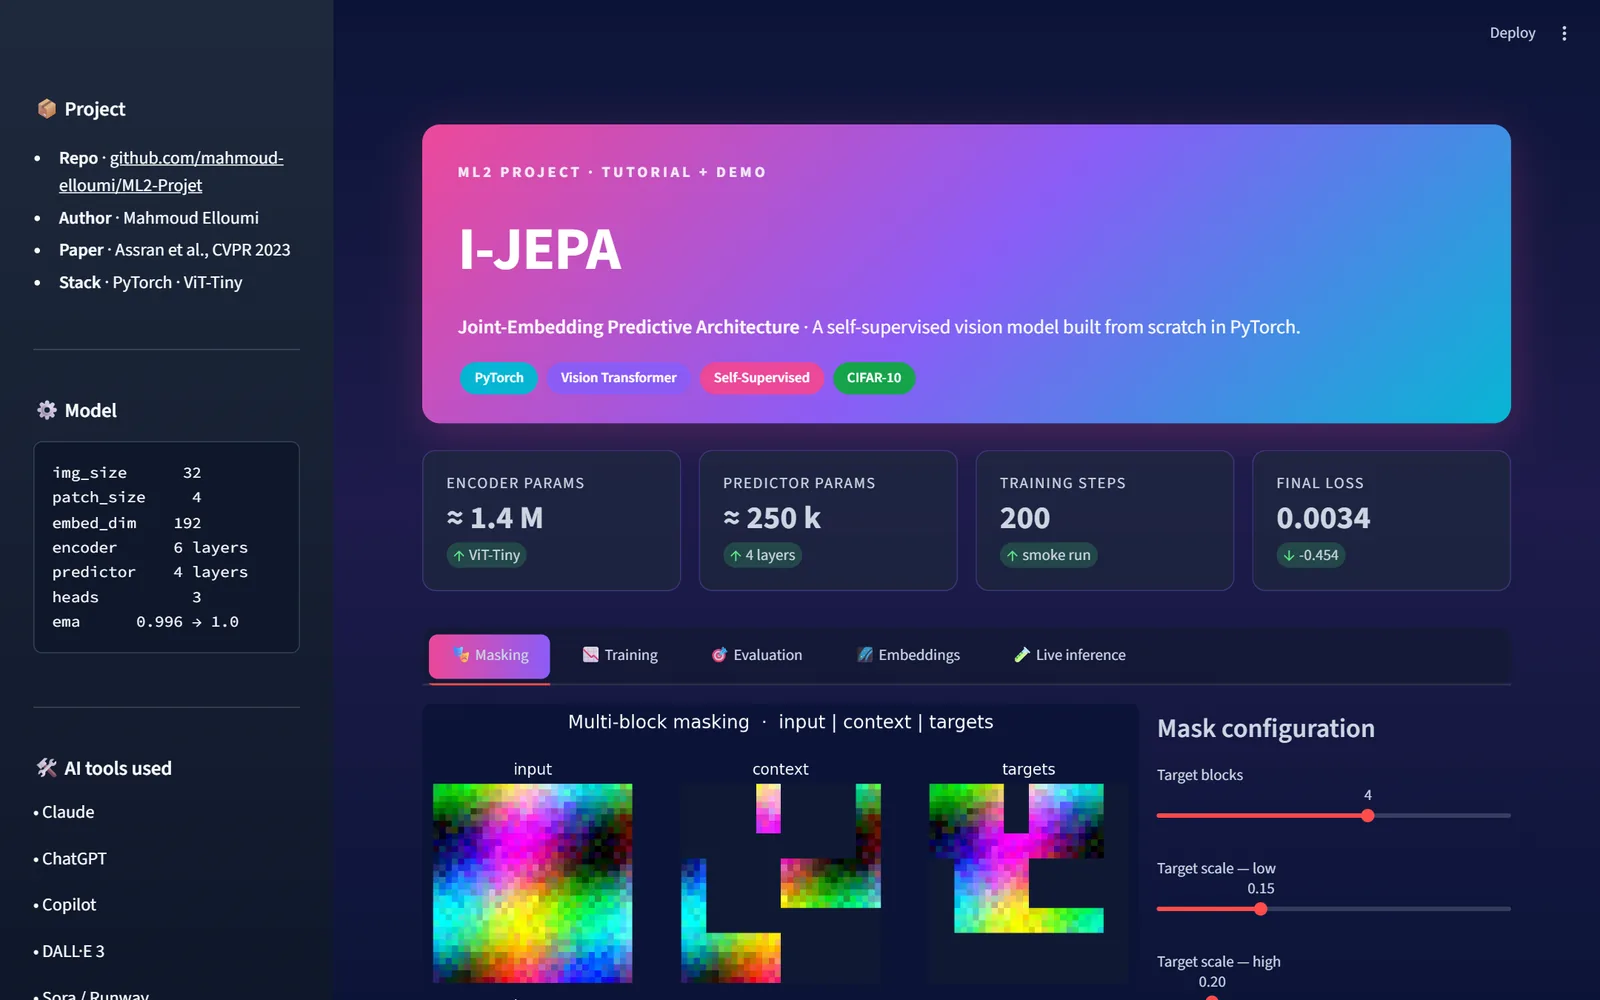 Deploy
📦 Project
• Repo · github.com/mahmoud-
elloumi/ML2-Projet
• Author · Mahmoud Elloumi
• Paper · Assran et al., CVPR 2023
• Stack · PyTorch · ViT-Tiny
⚙️ Model
img_size 32
patch_size 4
embed_dim 192
encoder 6 layers
predictor 4 layers
heads 3
ema 0.996 → 1.0
🛠️ AI tools used
• Claude
• ChatGPT
• Copilot
• DALL·E 3
• Sora / Runway
ML2 PROJECT · TUTORIAL + DEMO
I-JEPA
Joint-Embedding Predictive Architecture · A self-supervised vision model built from scratch in PyTorch.
PyTorch Vision Transformer Self-Supervised CIFAR-10
ENCODER PARAMS
≈ 1.4 M
↑ ViT-Tiny
PREDICTOR PARAMS
≈ 250 k
↑ 4 layers
TRAINING STEPS
200
↑ smoke run
FINAL LOSS
0.0034
↓ -0.454
🎭 Masking 📉 Training 🎯 Evaluation 🌌 Embeddings 🧪 Live inference
Multi-block masking · input | context | targets
input context targets
Mask configuration
Target blocks
4
Target scale — low
0.15
Target scale — high
0.20